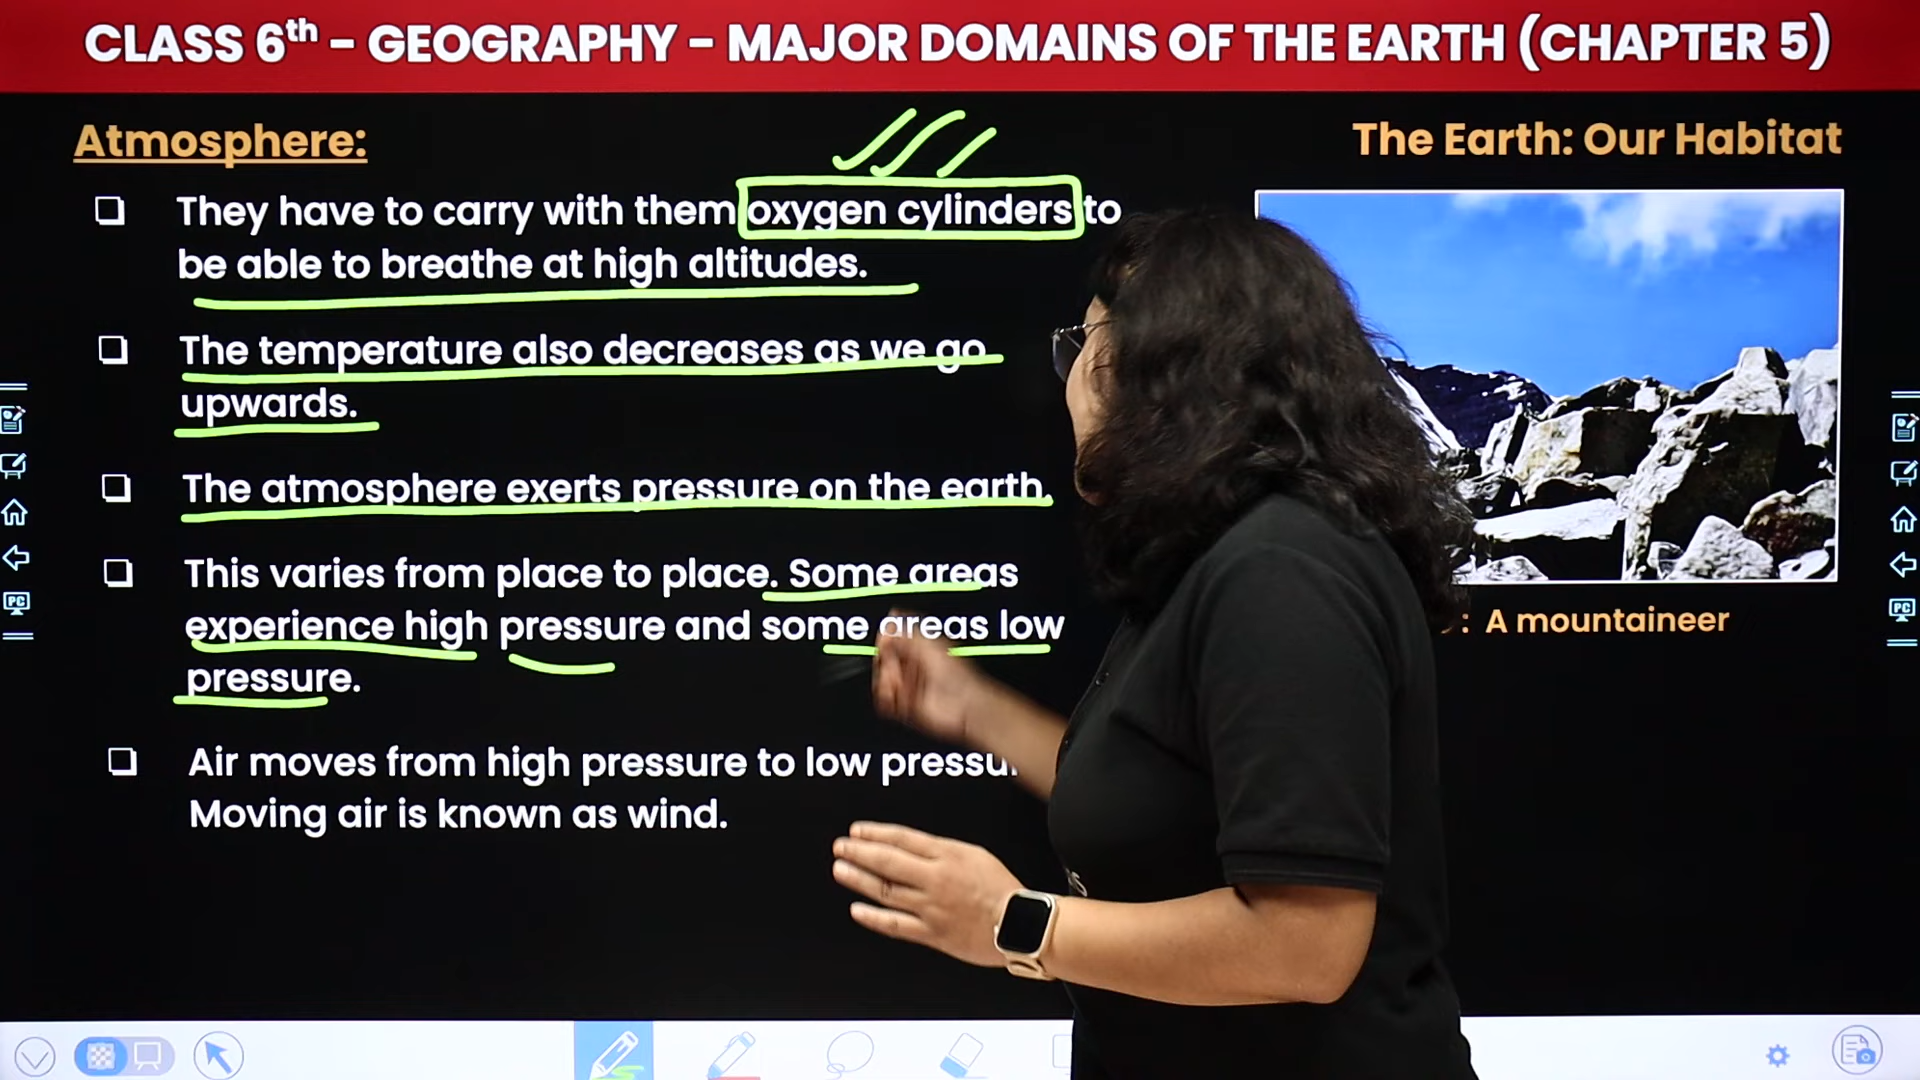 CLASS 6th - GEOGRAPHY - MAJOR DOMAINS OF THE EARTH (CHAPTER 5)
Atmosphere:
The Earth: Our Habitat
❑ They have to carry with them oxygen cylinders to
be able to breathe at high altitudes.
❑ The temperature also decreases as we go
upwards.
❑ The atmosphere exerts pressure on the earth.
❑ This varies from place to place. Some areas
experience high pressure and some areas low
pressure.
: A mountaineer
❑ Air moves from high pressure to low
Moving air is known as wind.
PC
PC